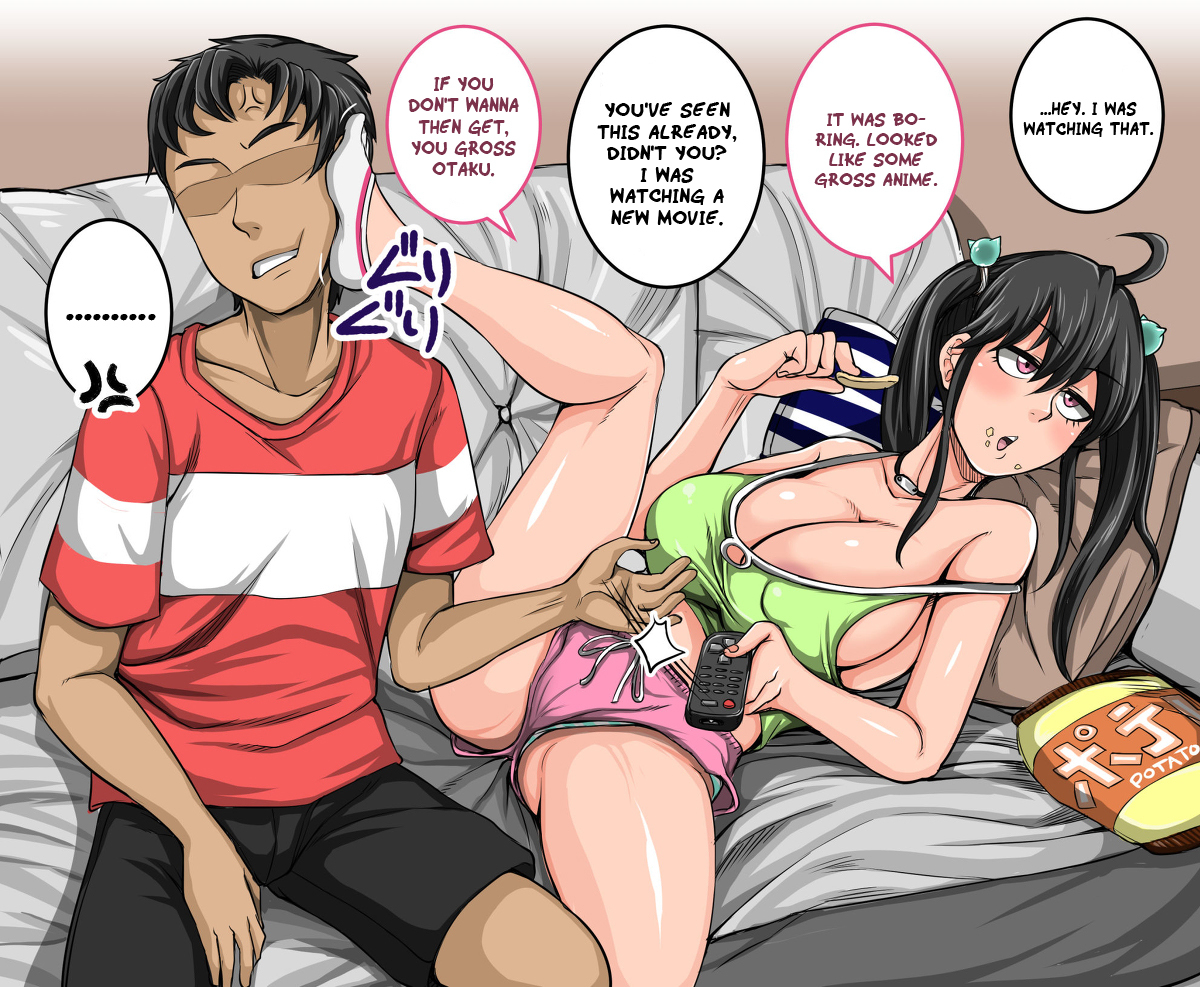 ...HEY. I WAS
WATCHING THAT.
IT WAS BO-
RING. LOOKED
LIKE SOME
GROSS ANIME.
YOU'VE SEEN
THIS ALREADY,
DIDN'T YOU?
I WAS
WATCHING A
NEW MOVIE.
IF YOU
DON'T WANNA
THEN GET,
YOU GROSS
OTAKU.
ぐり
ぐり
............
POTATO